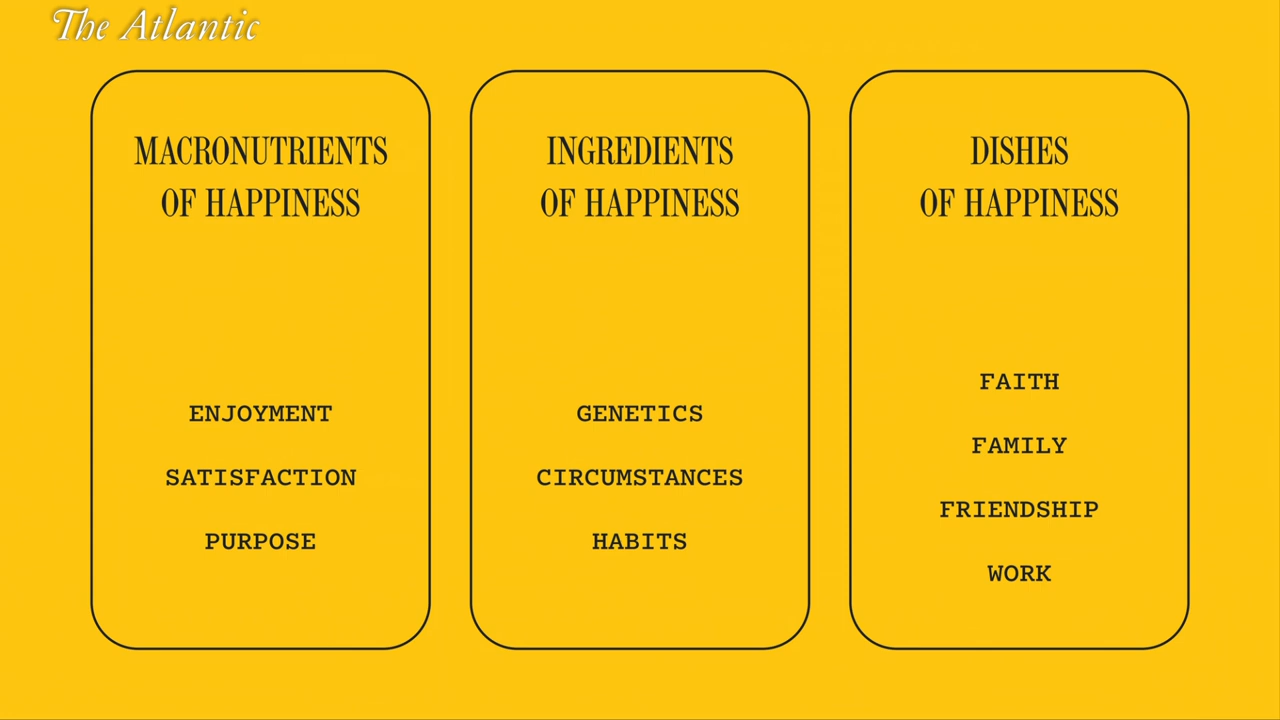 The Atlantic
MACRONUTRIENTS
OF HAPPINESS
ENJOYMENT
SATISFACTION
PURPOSE
INGREDIENTS
OF HAPPINESS
GENETICS
CIRCUMSTANCES
HABITS
DISHES
OF HAPPINESS
FAITH
FAMILY
FRIENDSHIP
WORK